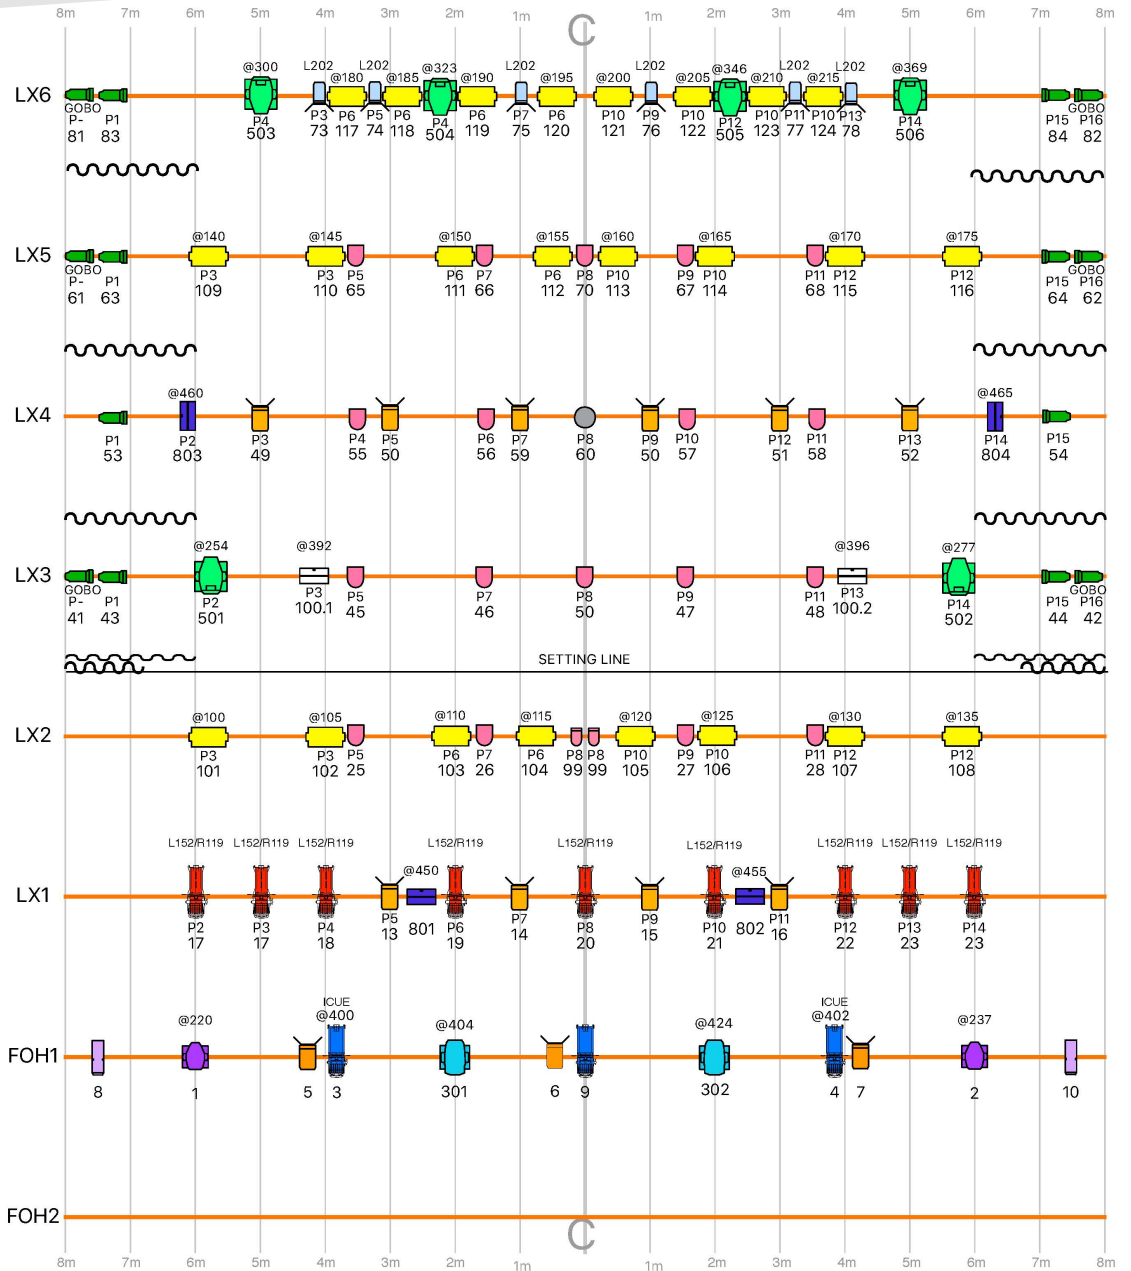 8m 7m 6m 5m 4m 3m 2m 1m C 1m 2m 3m 4m 5m 6m 7m 8m
L202 L202 @323 L202 L202 @346 L202 L202
@300 @180 @185 @190 @195 @200 @205 @210 @215 @369
LX6
GOBO P- P1 P4 P3 P6 P5 P6 P4 P6 P7 P6 P10 P9 P10 P12 P10 P11 P10 P13 P14 P15 GOBO P16
81 83 503 73 117 74 118 504 119 75 120 121 76 122 505 123 77 124 78 506 84 82
@140 @145 @150 @155 @160 @165 @170 @175
LX5
GOBO P- P1 P3 P3 P5 P6 P7 P6 P8 P10 P9 P10 P11 P12 P12 P15 GOBO P16
61 63 109 110 65 111 66 112 70 113 67 114 68 115 116 64 62
@460 @465
LX4
P1 P2 P3 P4 P5 P6 P7 P8 P9 P10 P12 P11 P13 P14 P15
53 803 49 55 50 56 59 60 50 57 51 58 52 804 54
@254 @392 @396 @277
LX3
GOBO P- P1 P2 P3 P5 P7 P8 P9 P11 P13 P14 P15 GOBO P16
41 43 501 100.1 45 46 50 47 48 100.2 502 44 42
SETTING LINE
@100 @105 @110 @115 @120 @125 @130 @135
LX2
P3 P3 P5 P6 P7 P6 P8 P8 P10 P9 P10 P11 P12 P12
101 102 25 103 26 104 99 99 105 27 106 28 107 108
L152/R119 L152/R119 L152/R119 L152/R119 L152/R119 L152/R119 L152/R119 L152/R119 L152/R119
@450 @455
LX1
P2 P3 P4 P5 P6 P7 P8 P9 P10 P11 P12 P13 P14
17 17 18 13 801 19 14 20 15 21 802 16 22 23 23
ICUE ICUE
@220 @400 @404 @424 @402 @237
FOH1
8 1 5 3 301 6 9 302 4 7 2 10
FOH2
8m 7m 6m 5m 4m 3m 2m 1m C 1m 2m 3m 4m 5m 6m 7m 8m